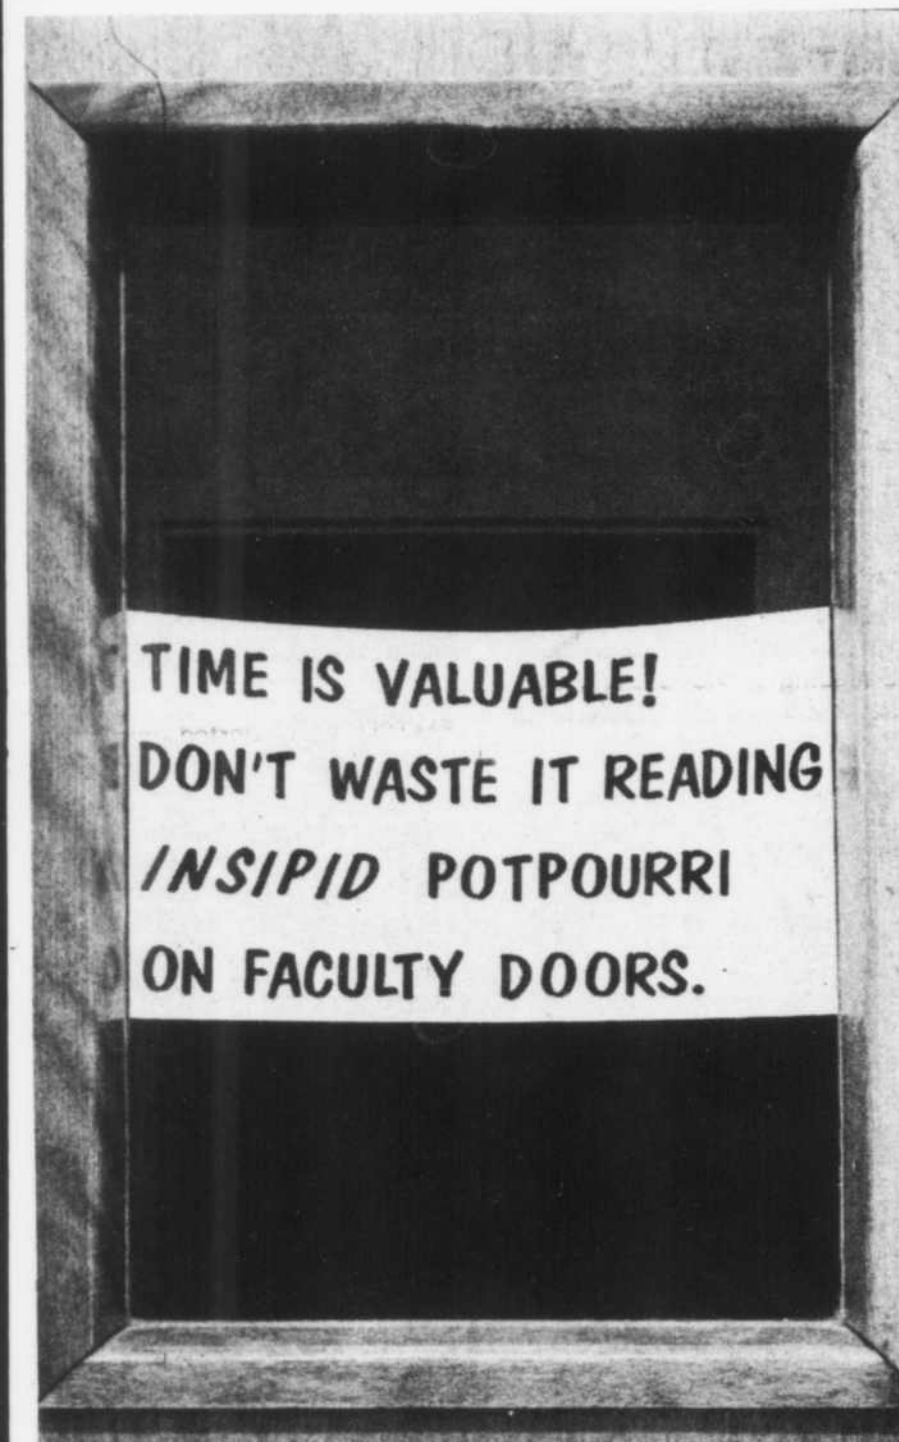 TIME IS VALUABLE!
DON'T WASTE IT READING
INSIPID POTPOURRI
ON FACULTY DOORS.